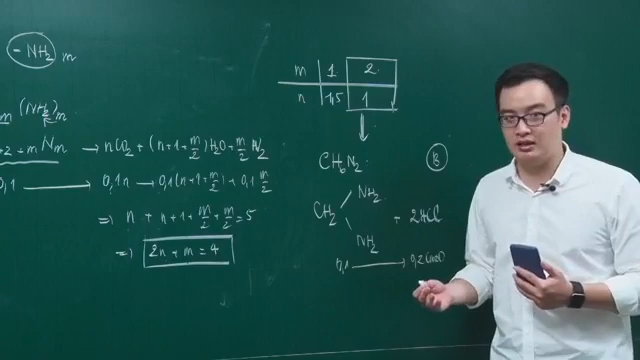 - NH₂ m
m (NH₂)m
+2+m Nm → nCO₂ + (n+1+m/2) H₂O + m/2 N₂
0,1 → 0,1n → 0,1(n+1+m/2) + 0,1 m/2
⇒ n + n+1+m/2+m/2 = 5
⇒ 2n + m = 4
m 1 2
n 1,5 1
CH₆N₂
B
NH₂
CH₂ + 2HCl
NH₂
0,1 → 0,2 (mol)